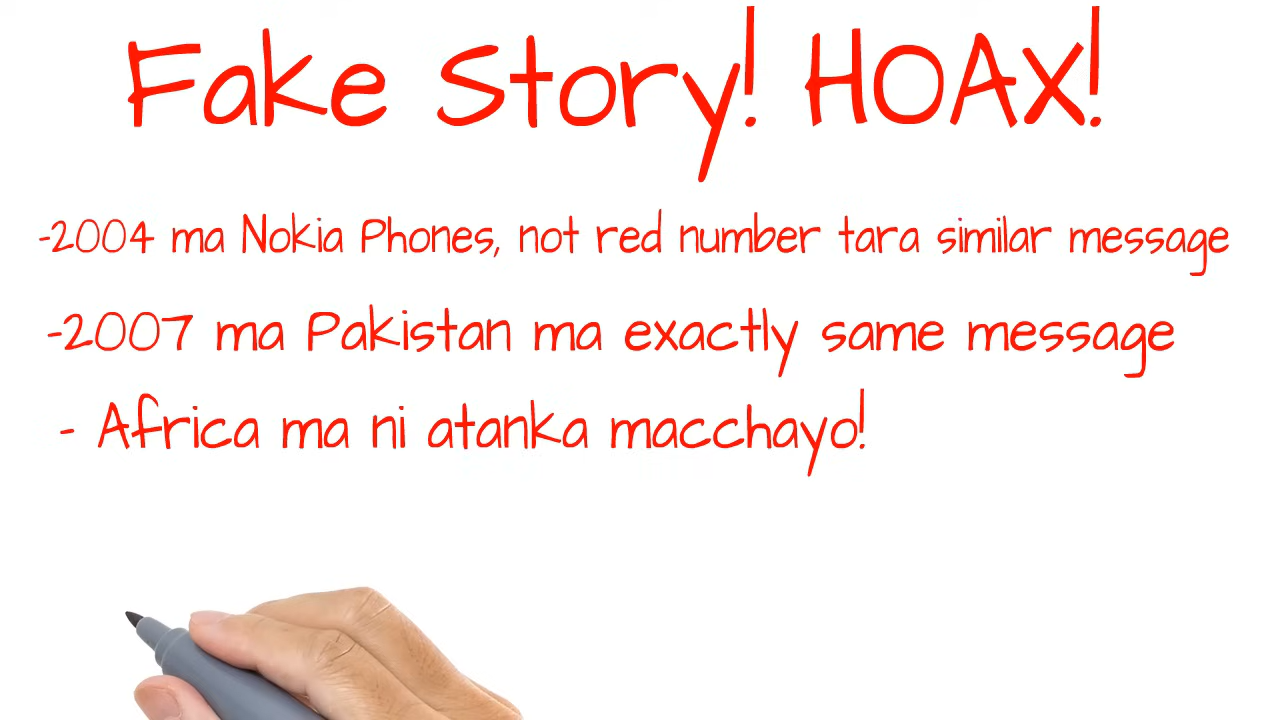 Fake Story! HOAX!
-2004 ma Nokia Phones, not red number tara similar message
-2007 ma Pakistan ma exactly same message
- Africa ma ni atanka macchayo!